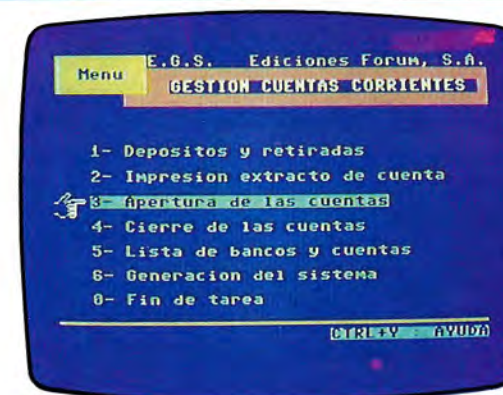 E.G.S. Ediciones Forum, S.A.
Menu
GESTION CUENTAS CORRIENTES
1- Depositos y retiradas
2- Impresion extracto de cuenta
3- Apertura de las cuentas
4- Cierre de las cuentas
5- Lista de bancos y cuentas
6- Generacion del sistema
0- Fin de tarea
CTRL+Y : AYUDA